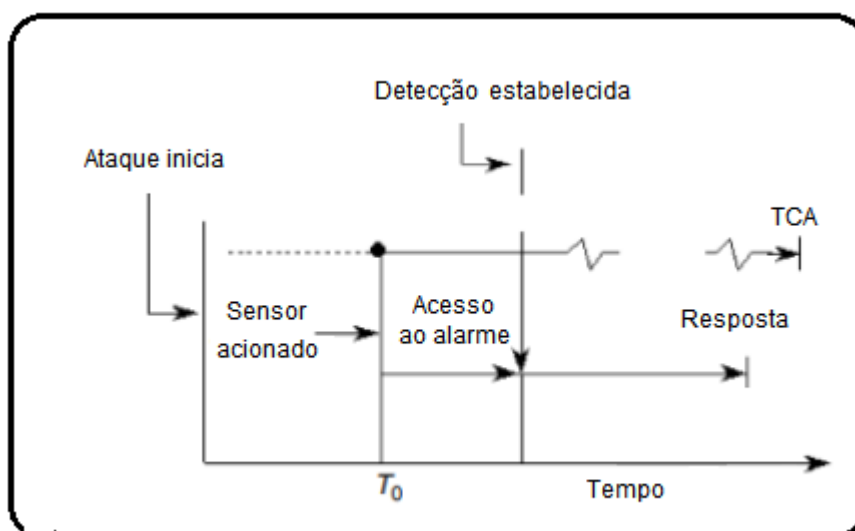 Detecção estabelecida
Ataque inicia
TCA
Sensor
acionado
Acesso
ao alarme
Resposta
T0
Tempo